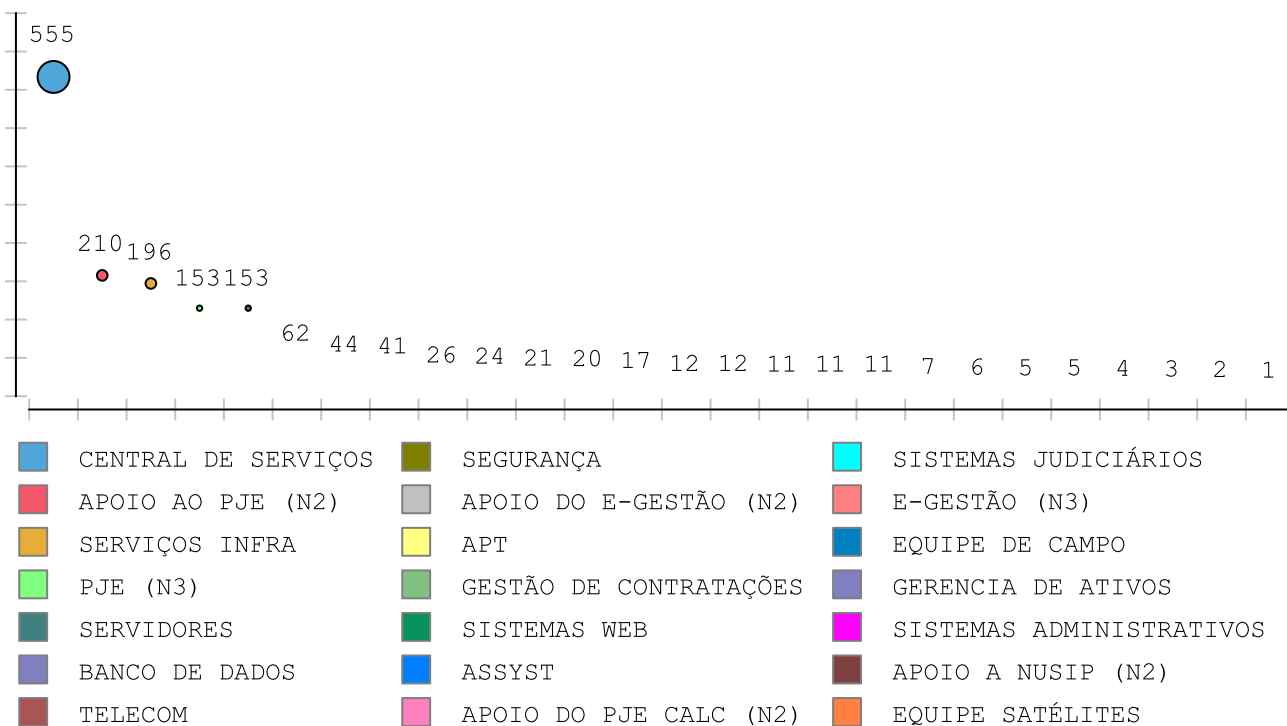 555
210 196
153 153
62 44 41 26 24 21 20 17 12 12 11 11 11 7 6 5 5 4 3 2 1
CENTRAL DE SERVIÇOS SEGURANÇA SISTEMAS JUDICIÁRIOS
APOIO AO PJE (N2) APOIO DO E-GESTÃO (N2) E-GESTÃO (N3)
SERVIÇOS INFRA APT EQUIPE DE CAMPO
PJE (N3) GESTÃO DE CONTRATAÇÕES GERENCIA DE ATIVOS
SERVIDORES SISTEMAS WEB SISTEMAS ADMINISTRATIVOS
BANCO DE DADOS ASSYST APOIO A NUSIP (N2)
TELECOM APOIO DO PJE CALC (N2) EQUIPE SATÉLITES